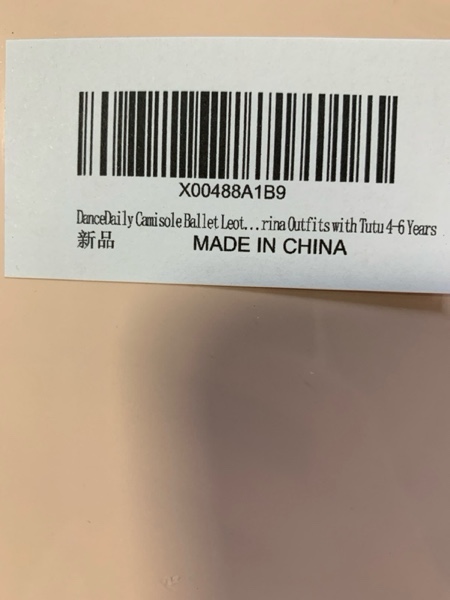 X00488A1B9
DanceDaily Camisole Ballet Leot...rina Outfits with Tutu 4-6 Years
新品 MADE IN CHINA